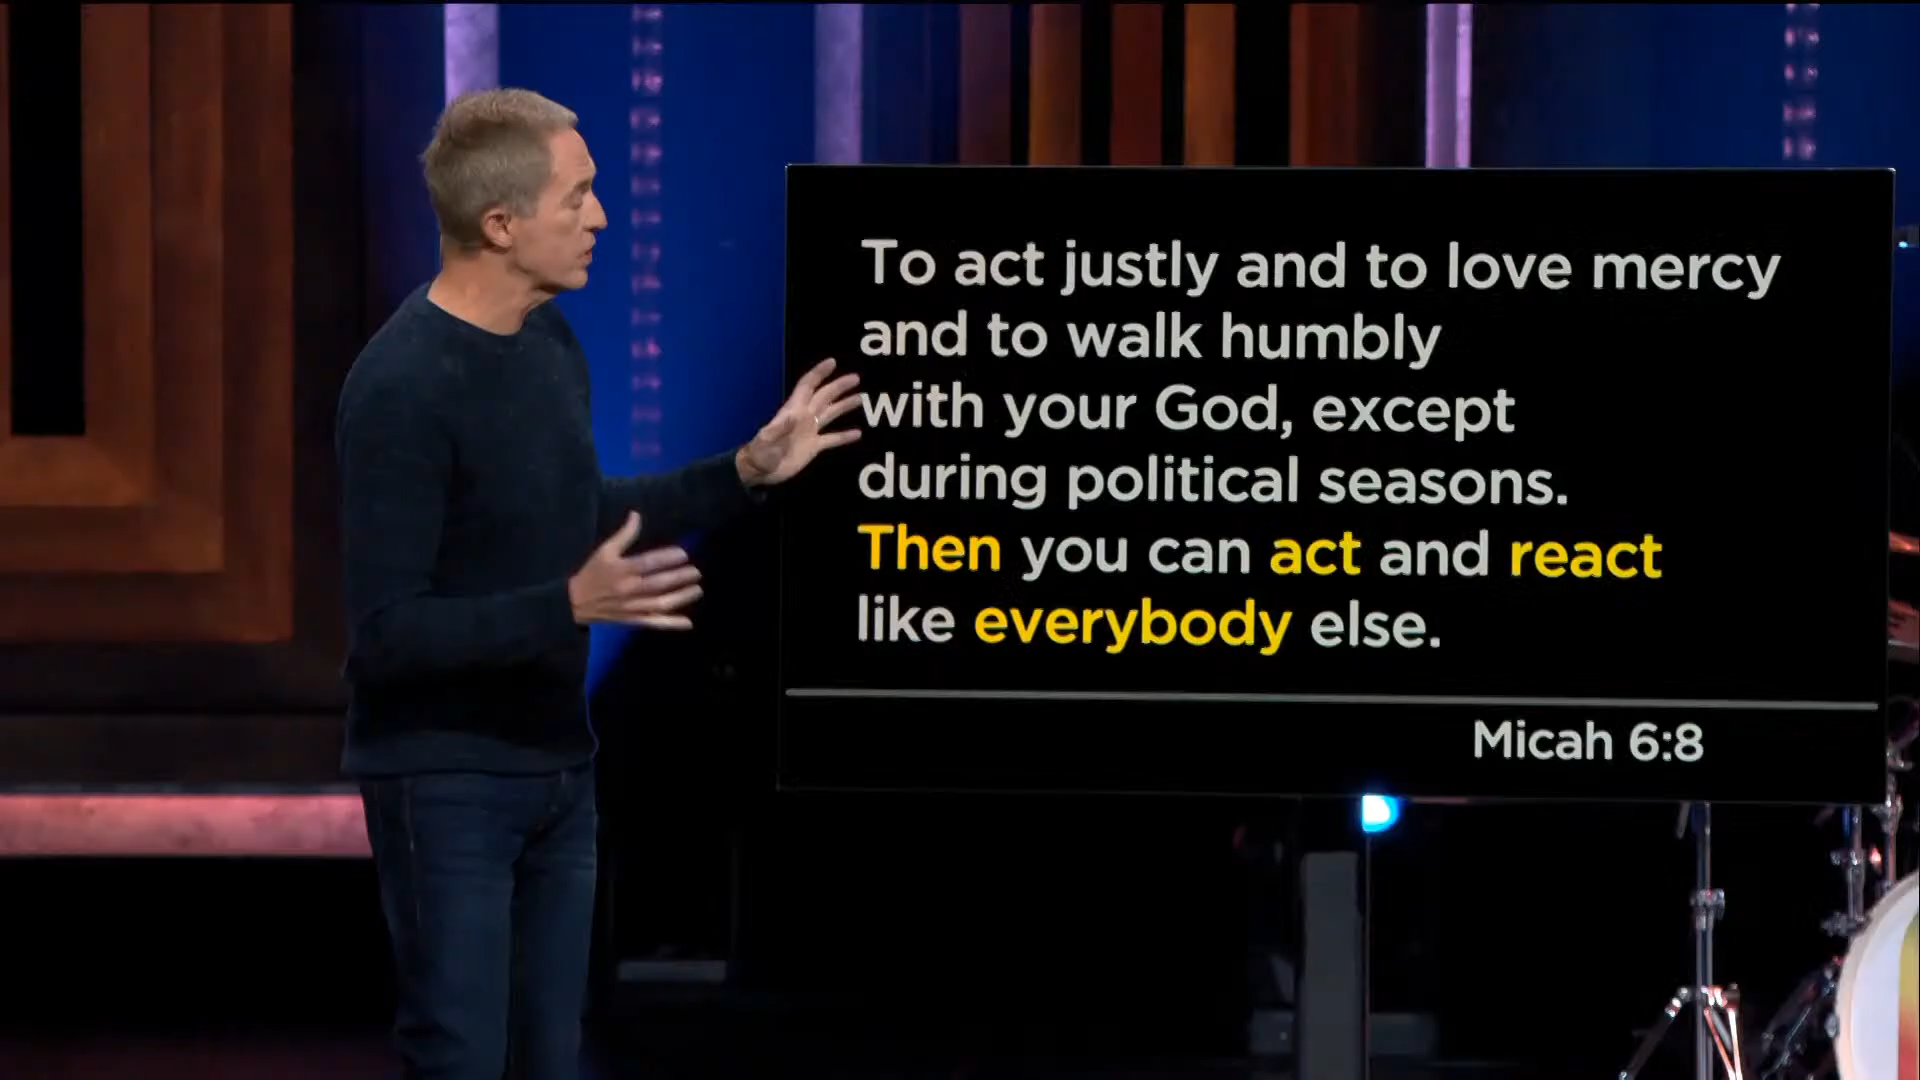 To act justly and to love mercy
and to walk humbly
with your God, except
during political seasons.
Then you can act and react
like everybody else.
Micah 6:8